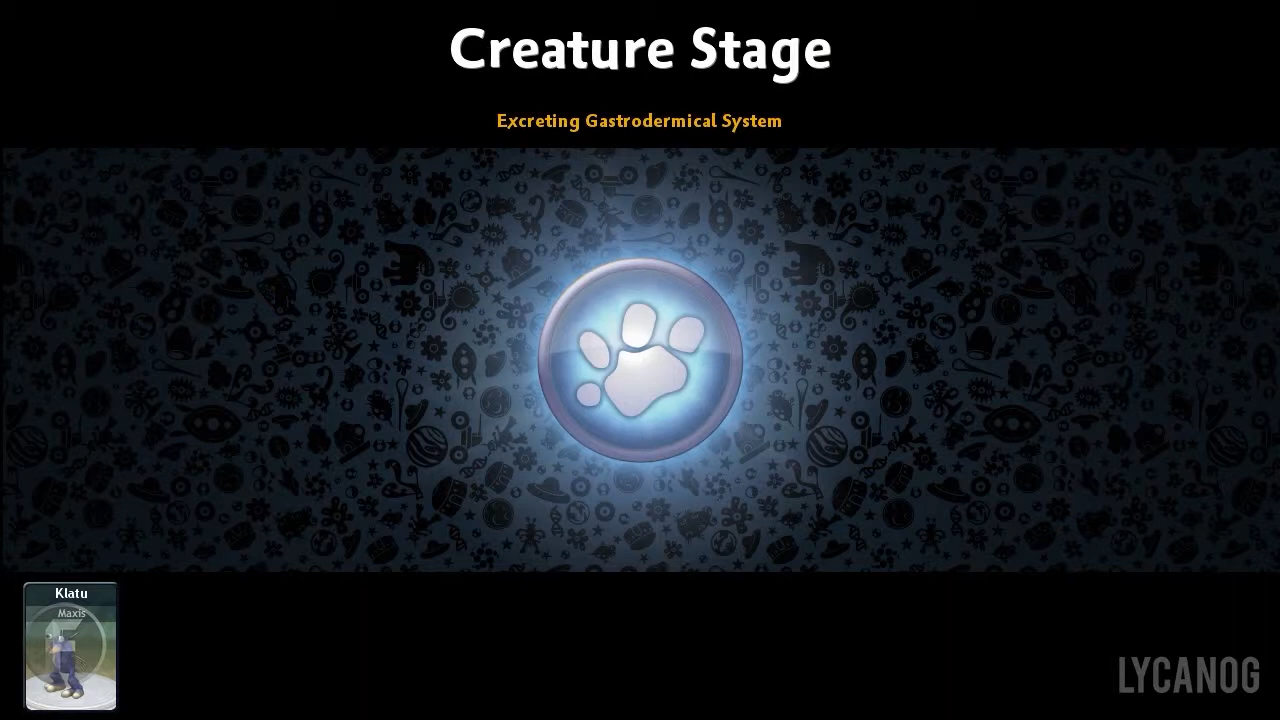 Creature Stage
Excreting Gastrodermical System
Klatu
Maxis
LYCANOG